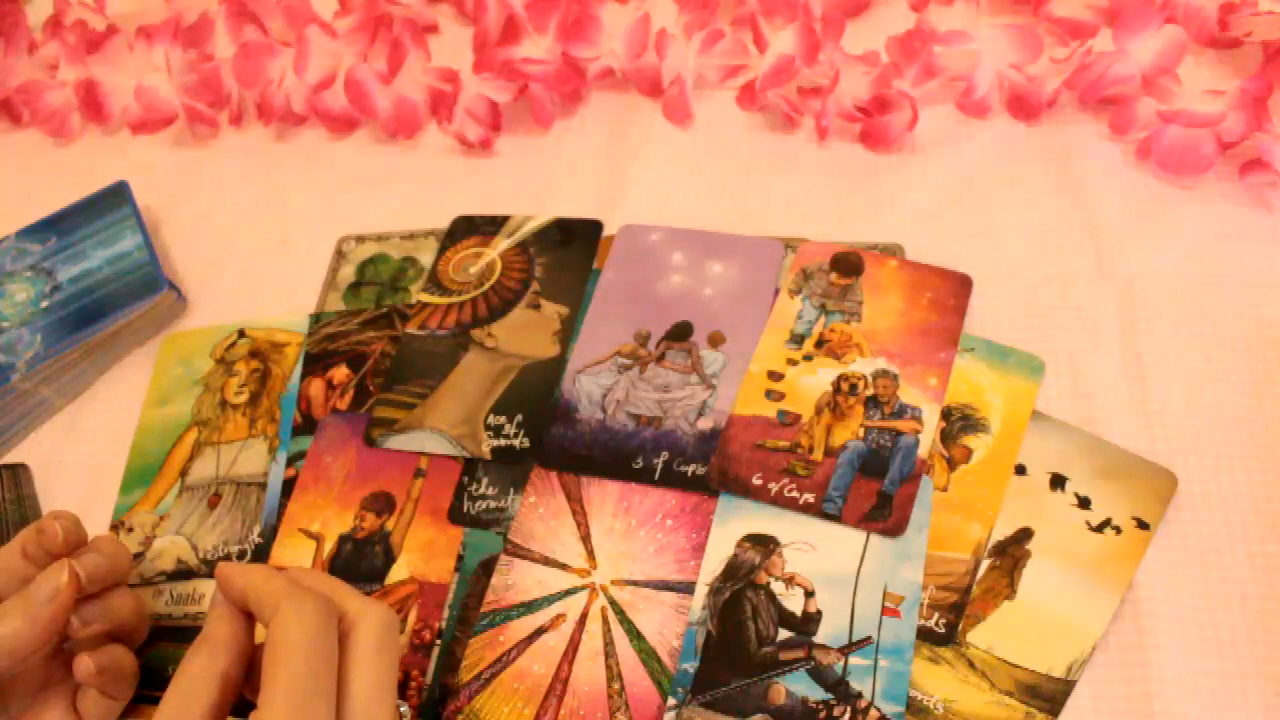 Ace
of
Swords
3 of Cups
6 of Cups
the
hermit
Strength
The Snake